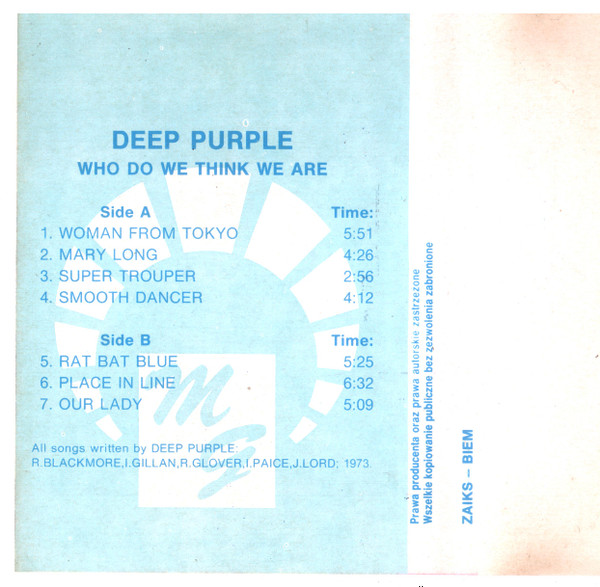 DEEP PURPLE
WHO DO WE THINK WE ARE
Side A Time:
1. WOMAN FROM TOKYO 5:51
2. MARY LONG 4:26
3. SUPER TROUPER 2:56
4. SMOOTH DANCER 4:12
Side B Time:
5. RAT BAT BLUE 5:25
6. PLACE IN LINE 6:32
7. OUR LADY 5:09
All songs written by DEEP PURPLE:
R.BLACKMORE,I.GILLAN,R.GLOVER,I.PAICE,J.LORD; 1973.
Prawa producenta oraz prawa autorskie zastrzeżone
Wszelkie kopiowanie publiczne bez zezwolenia zabronione
ZAIKS – BIEM